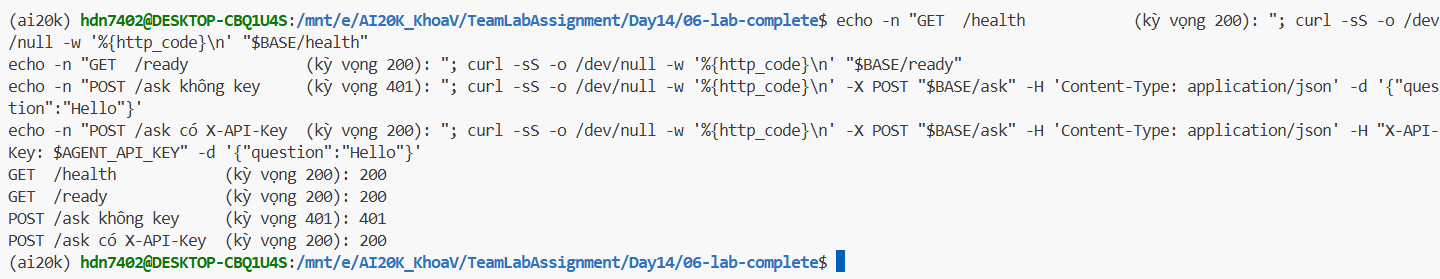 (ai20k) hdn7402@DESKTOP-CBQ1U4S:/mnt/e/AI20K_KhoaV/TeamLabAssignment/Day14/06-lab-complete$ echo -n "GET  /health            (kỳ vọng 200): "; curl -sS -o /dev
/null -w '%{http_code}\n' "$BASE/health"
echo -n "GET  /ready             (kỳ vọng 200): "; curl -sS -o /dev/null -w '%{http_code}\n' "$BASE/ready"
echo -n "POST /ask không key     (kỳ vọng 401): "; curl -sS -o /dev/null -w '%{http_code}\n' -X POST "$BASE/ask" -H 'Content-Type: application/json' -d '{"ques
tion":"Hello"}'
echo -n "POST /ask có X-API-Key  (kỳ vọng 200): "; curl -sS -o /dev/null -w '%{http_code}\n' -X POST "$BASE/ask" -H 'Content-Type: application/json' -H "X-API-
Key: $AGENT_API_KEY" -d '{"question":"Hello"}'
GET  /health            (kỳ vọng 200): 200
GET  /ready             (kỳ vọng 200): 200
POST /ask không key     (kỳ vọng 401): 401
POST /ask có X-API-Key  (kỳ vọng 200): 200
(ai20k) hdn7402@DESKTOP-CBQ1U4S:/mnt/e/AI20K_KhoaV/TeamLabAssignment/Day14/06-lab-complete$